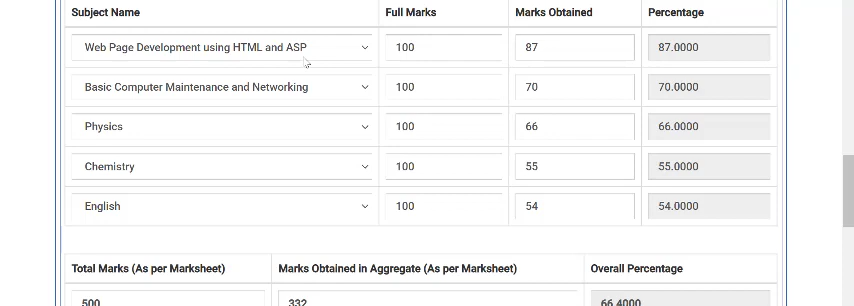 Subject Name Full Marks Marks Obtained Percentage
Web Page Development using HTML and ASP 100 87 87.0000
Basic Computer Maintenance and Networking 100 70 70.0000
Physics 100 66 66.0000
Chemistry 100 55 55.0000
English 100 54 54.0000
Total Marks (As per Marksheet) Marks Obtained in Aggregate (As per Marksheet) Overall Percentage
500 332 66.4000